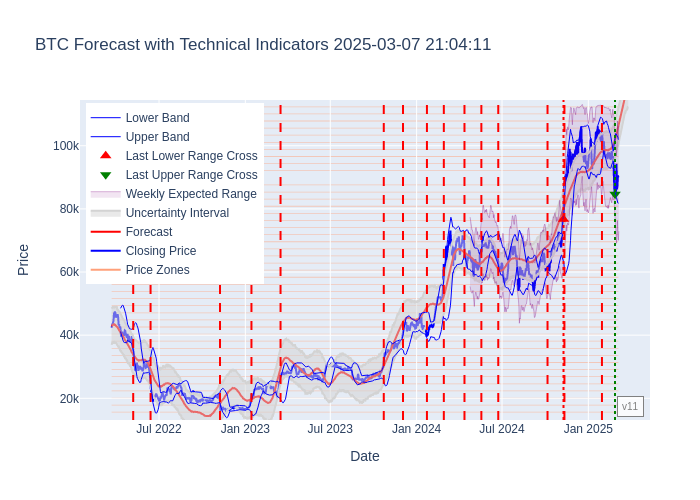 BTC Forecast with Technical Indicators 2025-03-07 21:04:11
Lower Band
Upper Band
Last Lower Range Cross
Last Upper Range Cross
Weekly Expected Range
Uncertainty Interval
Forecast
Closing Price
Price Zones
100k
80k
60k
40k
20k
Price
Jul 2022
Jan 2023
Jul 2023
Jan 2024
Jul 2024
Jan 2025
Date
v11